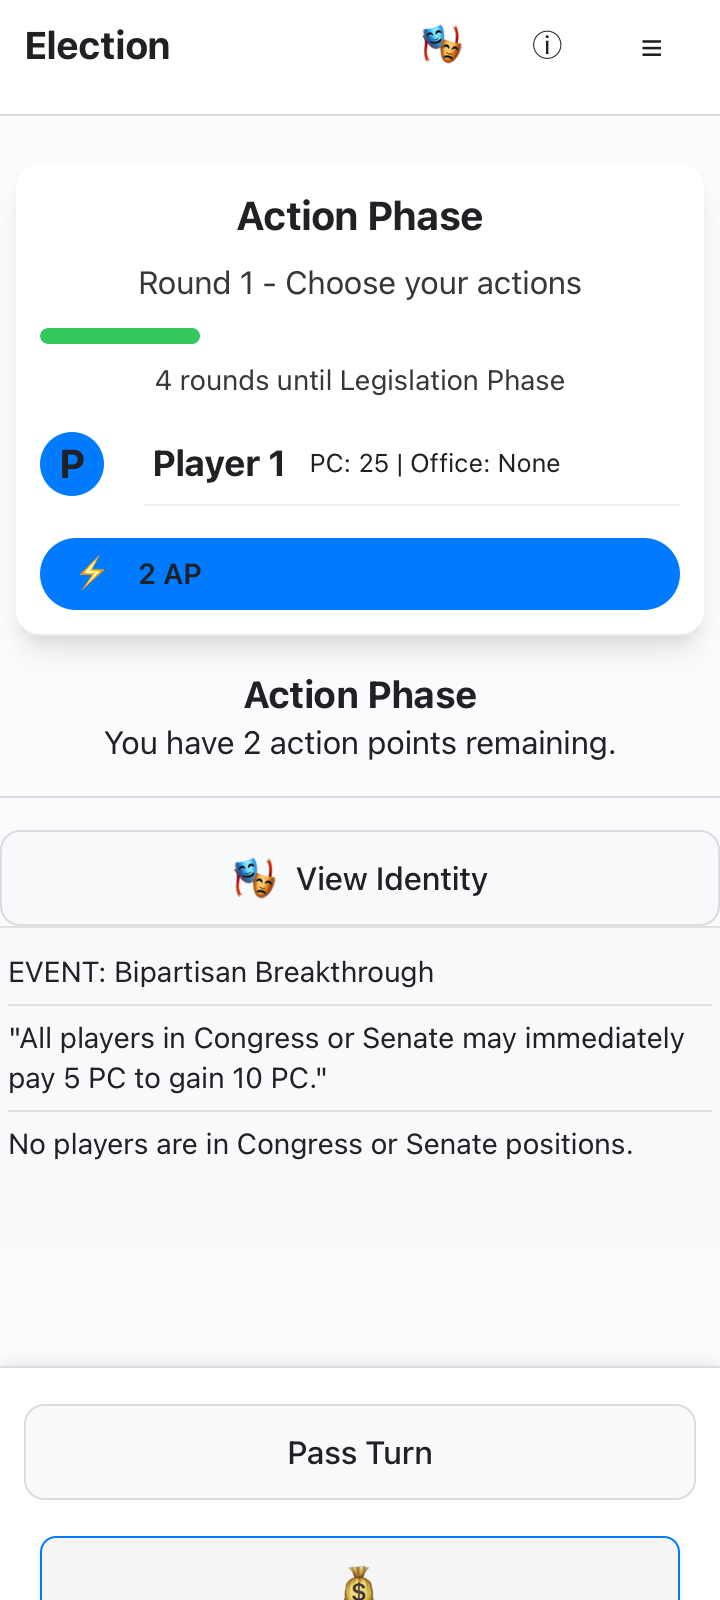 Election
Action Phase
Round 1 - Choose your actions
4 rounds until Legislation Phase
P Player 1 PC: 25 | Office: None
2 AP
Action Phase
You have 2 action points remaining.
View Identity
EVENT: Bipartisan Breakthrough
"All players in Congress or Senate may immediately
pay 5 PC to gain 10 PC."
No players are in Congress or Senate positions.
Pass Turn